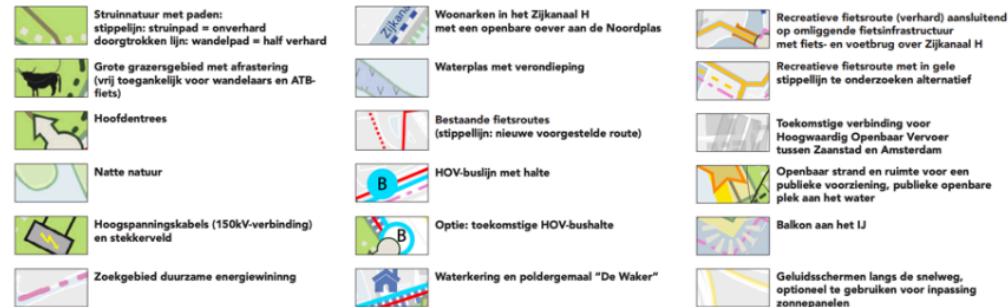 Struinnatuur met paden:
stippellijn: struinpad = onverhard
doorgtrokken lijn: wandelpad = half verhard
Grote grazersgebied met afrastering
(vrij toegankelijk voor wandelaars en ATB-
fiets)
Hoofdentrees
Natte natuur
Hoogspanningskabels (150kV-verbinding)
en stekkerveld
Zoekgebied duurzame energiewininng
Zijkana
Woonarken in het Zijkanaal H
met een openbare oever aan de Noordplas
Waterplas met verondieping
Bestaande fietsroutes
(stippellijn: nieuwe voorgestelde route)
B
HOV-buslijn met halte
B
Optie: toekomstige HOV-bushalte
Waterkering en poldergemaal "De Waker"
Recreatieve fietsroute (verhard) aansluitend
op omliggende fietsinfrastructuur
met fiets- en voetbrug over Zijkanaal H
Recreatieve fietsroute met in gele
stippellijn te onderzoeken alternatief
Toekomstige verbinding voor
Hoogwaardig Openbaar Vervoer
tussen Zaanstad en Amsterdam
Openbaar strand en ruimte voor een
publieke voorziening, publieke openbare
plek aan het water
Balkon aan het IJ
Geluidsschermen langs de snelweg,
optioneel te gebruiken voor inpassing
zonnepanelen